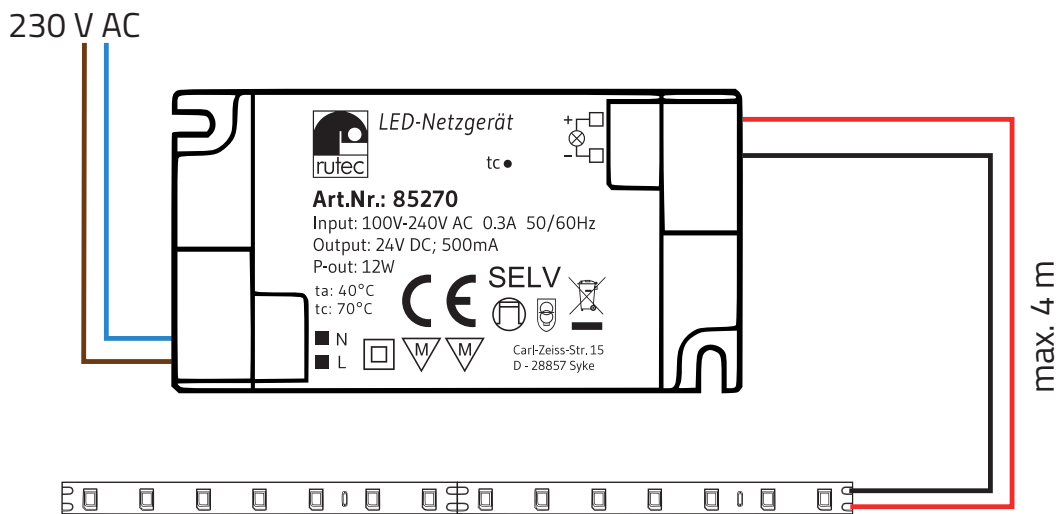 230 V AC
rutec
LED-Netzgerät
tc
+
-
Art.Nr.: 85270
Input: 100V-240V AC 0.3A 50/60Hz
Output: 24V DC; 500mA
P-out: 12W
ta: 40°C
tc: 70°C
CE
SELV
N
L
M
M
Carl-Zeiss-Str. 15
D - 28857 Syke
max. 4 m